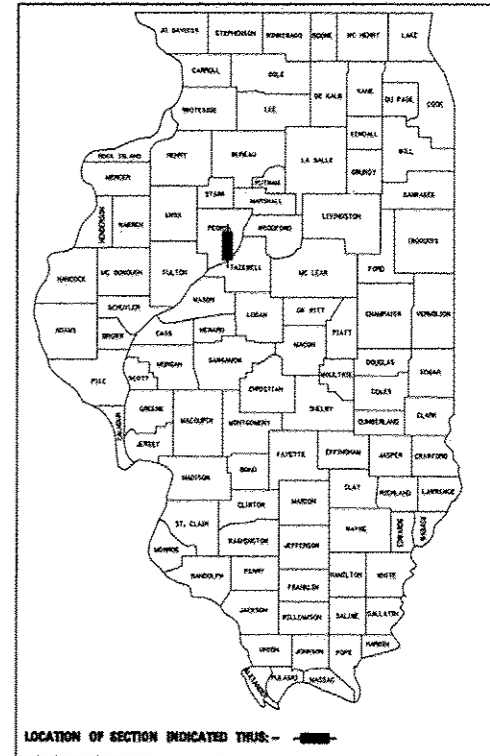 JO DAVIESS STEPHENSON WINNEBAGO BOONE MC HENRY LAKE
CARROLL OGLE KANE COOK
DE KALB DU PAGE
WHITESIDE LEE
KENDALL
ROCK ISLAND HENRY BUREAU LA SALLE GRUNDY WILL
MERCER PUTNAM
STARK KANKAKEE
MARSHALL
HENDERSON WARREN KNOX PEORIA WOODFORD LIVINGSTON IROQUOIS
HANCOCK MC DONOUGH FULTON TAZEWELL MC LEAN FORD
MASON
SCHUYLER LOGAN DE WITT CHAMPAIGN VERMILION
ADAMS BROWN CASS MENARD PIATT
MACON
MORGAN SANGAMON DOUGLAS EDGAR
PIKE SCOTT CHRISTIAN MOULTRIE COLES
GREENE MACOUPIN SHELBY CLARK
CALHOUN MONTGOMERY CUMBERLAND
JERSEY FAYETTE EFFINGHAM JASPER CRAWFORD
MADISON BOND
CLAY RICHLAND LAWRENCE
CLINTON MARION
ST. CLAIR WAYNE EDWARDS WABASH
WASHINGTON JEFFERSON
MONROE
RANDOLPH PERRY HAMILTON WHITE
FRANKLIN
JACKSON WILLIAMSON SALINE GALLATIN
UNION JOHNSON POPE HARDIN
ALEXANDER PULASKI MASSAC
LOCATION OF SECTION INDICATED THUS: -